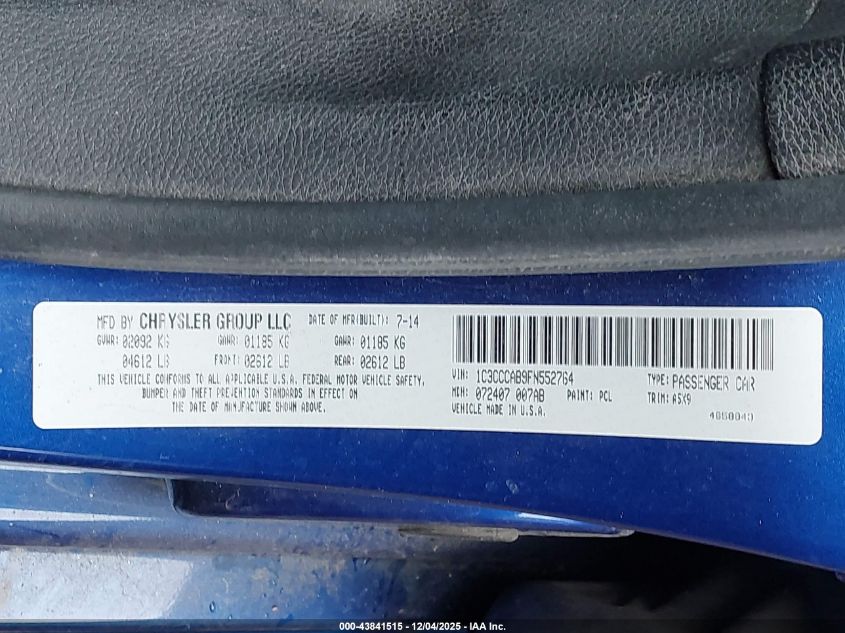 MFD BY CHRYSLER GROUP LLC DATE OF MFR(BUILT): 7-14
GVWR: 02092 KG GAWR: 01185 KG GAWR: 01185 KG
04612 LB FRONT: 02612 LB REAR: 02612 LB
THIS VEHICLE CONFORMS TO ALL APPLICABLE U.S.A. FEDERAL MOTOR VEHICLE SAFETY,
BUMPER AND THEFT PREVENTION STANDARDS IN EFFECT ON
THE DATE OF MANUFACTURE SHOWN ABOVE.
VIN: 1C3CCCAB9FN552764 TYPE: PASSENGER CAR
MDH: 072407 007AB PAINT: PCL TRIM: A5X9
VEHICLE MADE IN U.S.A.
000-43841515 - 12/04/2025 - IAA Inc.